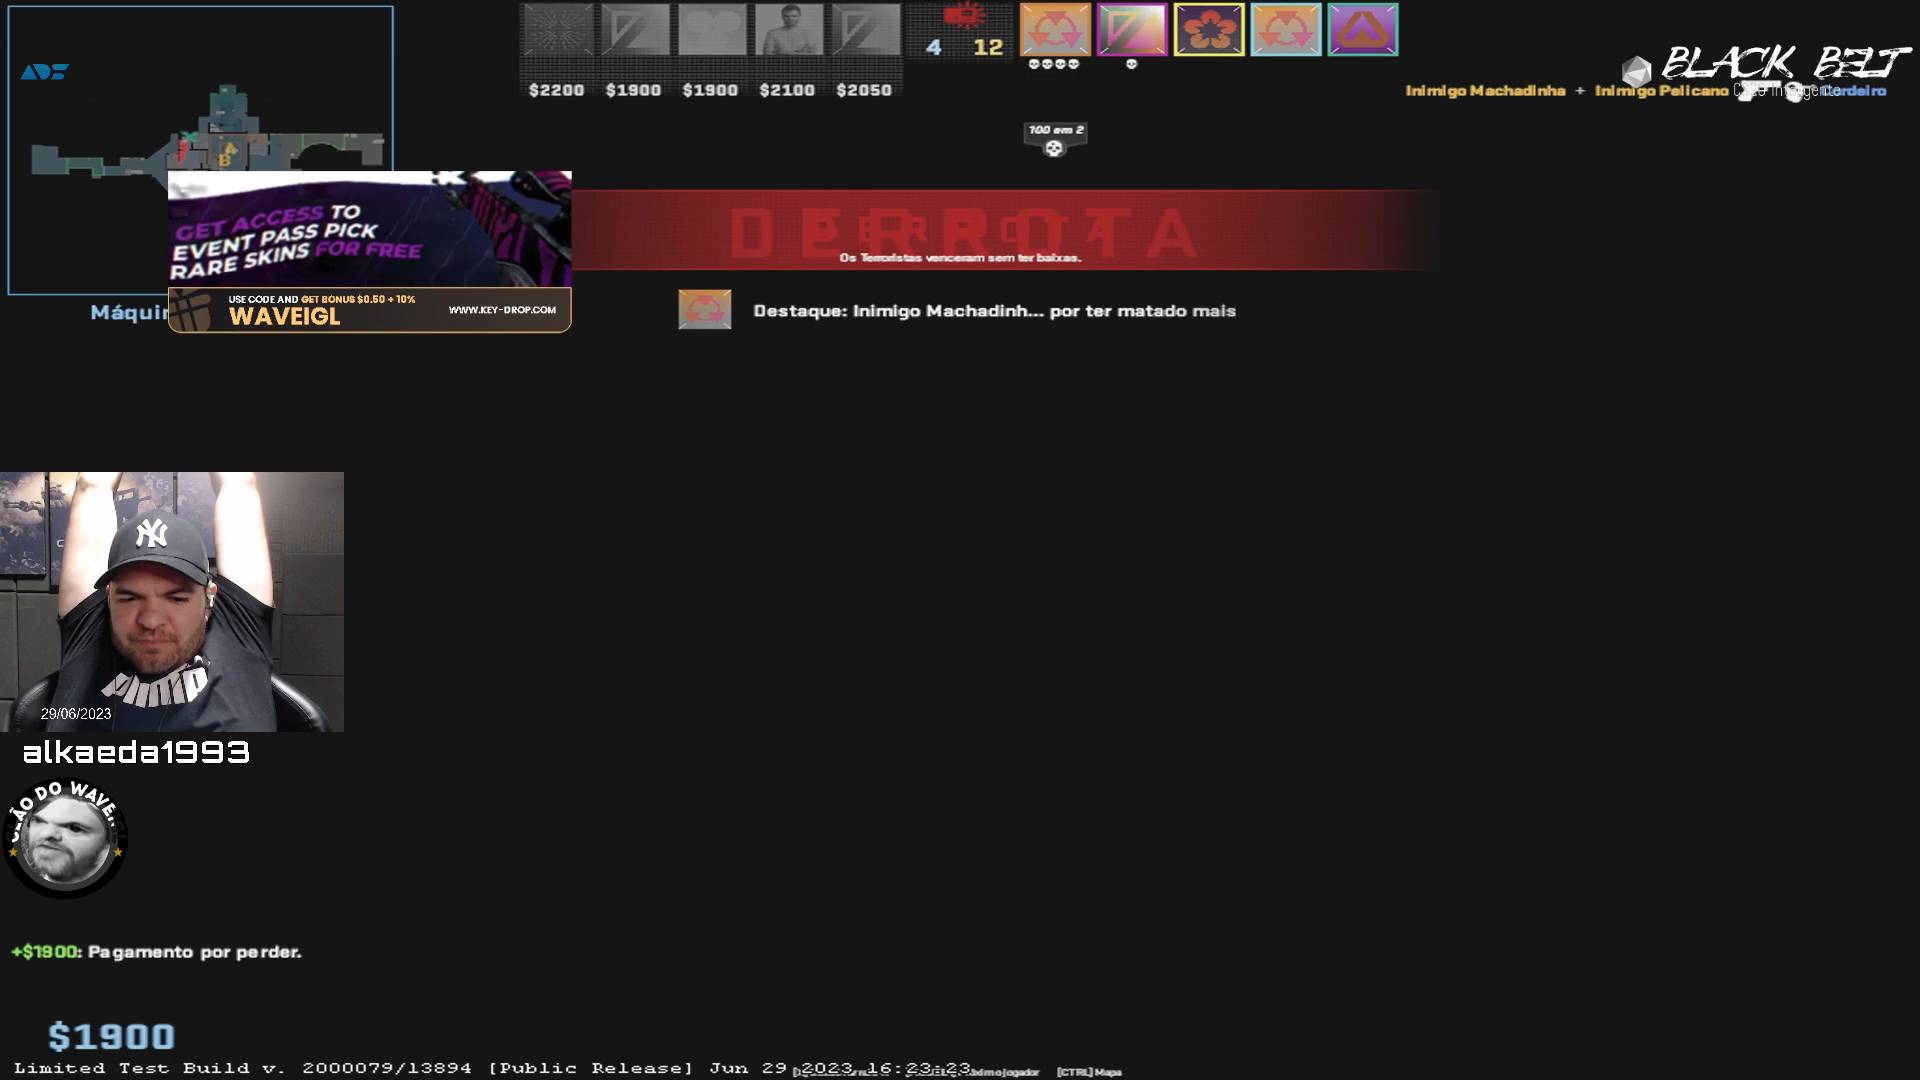 4 12
$2200 $1900 $1900 $2100 $2050
BLACK BELT
Inimigo Machadinha + Inimigo Pelicano
100 em 2
A
B
DERROTA
Os Terroristas venceram sem ter baixas.
Destaque: Inimigo Machadinh... por ter matado mais
GET ACCESS TO
EVENT PASS PICK
RARE SKINS FOR FREE
USE CODE AND GET BONUS $0.50 + 10%
WAVEIGL
WWW.KEY-DROP.COM
NY
PUMA
29/06/2023
alkaeda1993
+$1900: Pagamento por perder.
$1900
Limited Test Build v. 2000079/13894 [Public Release] Jun 29 2023 16:23:23
[CTRL] Mapa